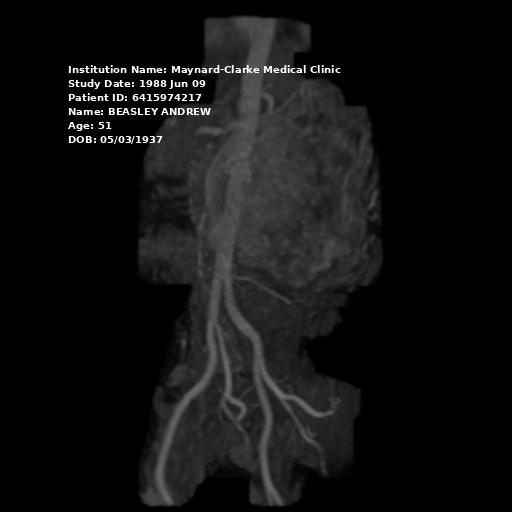 Institution Name: Maynard-Clarke Medical Clinic
Study Date: 1988 Jun 09
Patient ID: 6415974217
Name: BEASLEY ANDREW
Age: 51
DOB: 05/03/1937